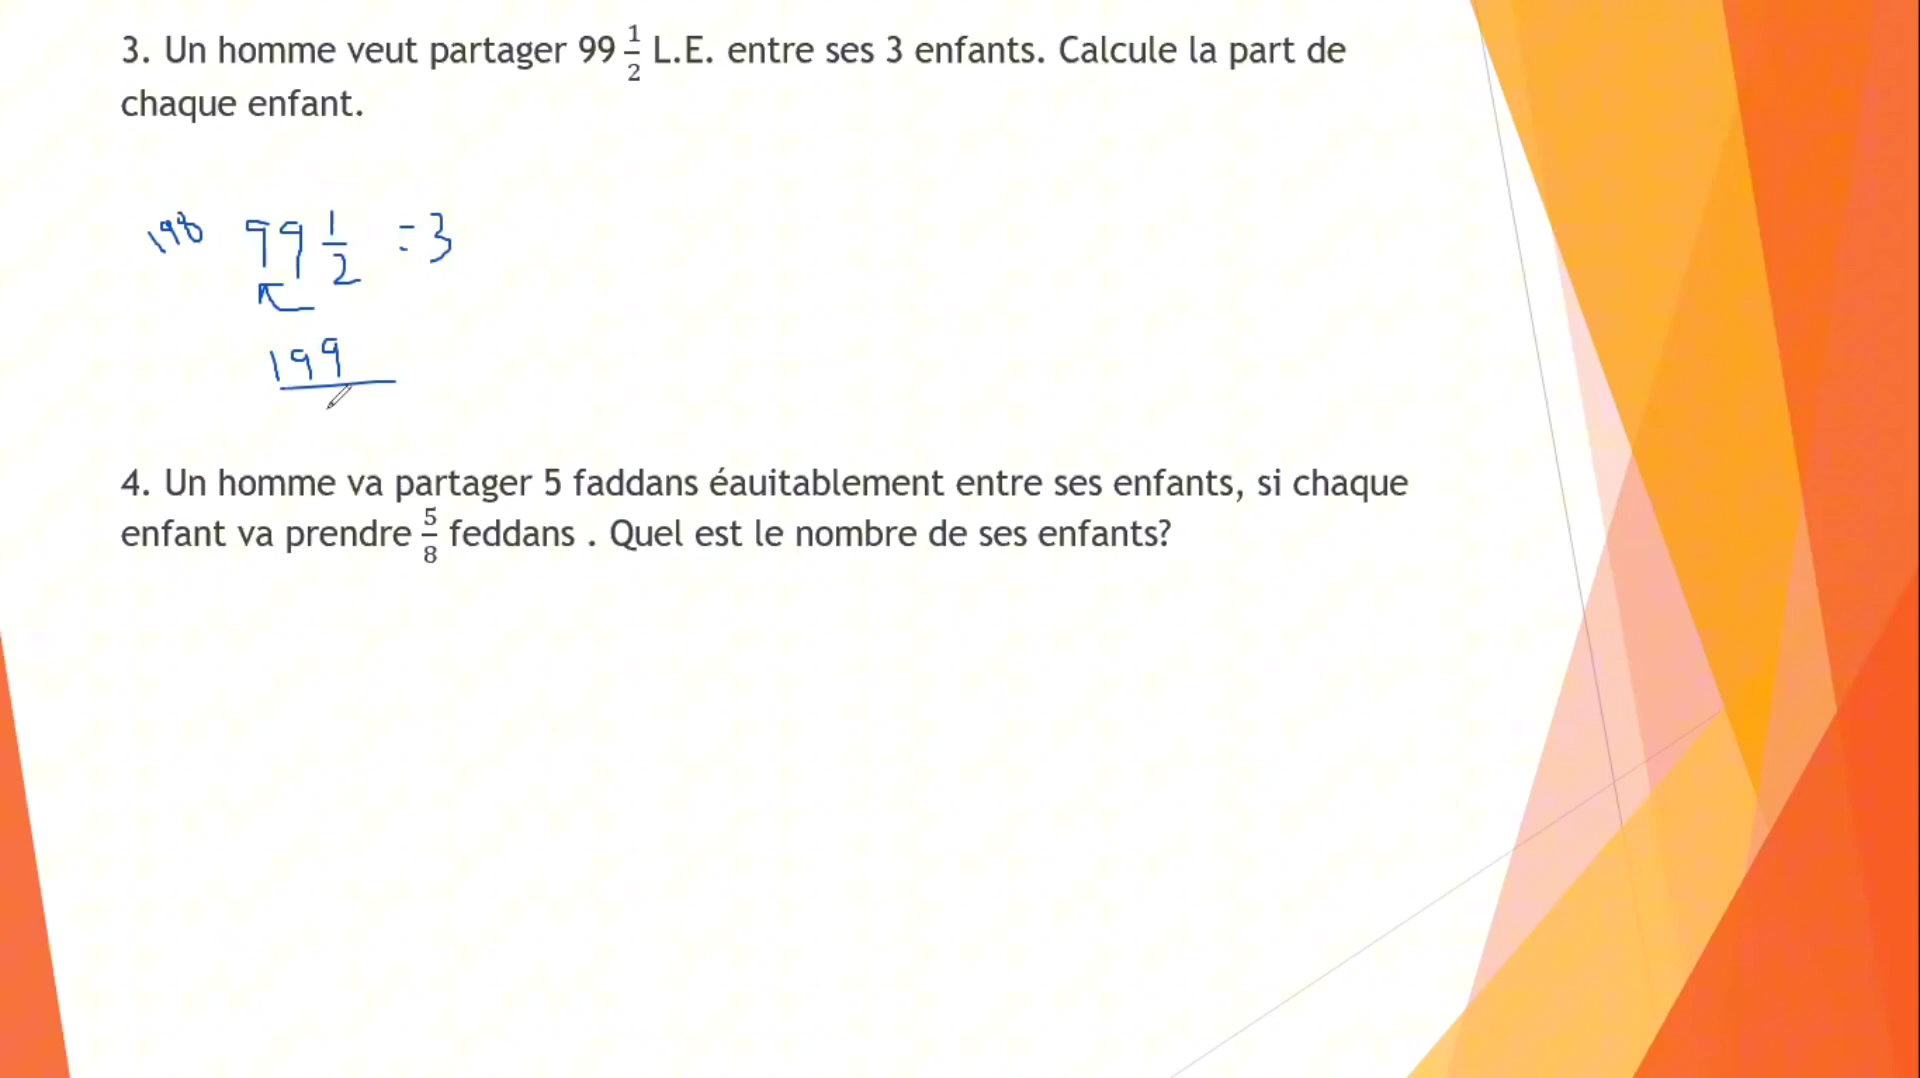 3. Un homme veut partager 99 1/2 L.E. entre ses 3 enfants. Calcule la part de
chaque enfant.
198 99 1/2 ÷ 3
199
4. Un homme va partager 5 faddans éauitablement entre ses enfants, si chaque
enfant va prendre 5/8 feddans . Quel est le nombre de ses enfants?